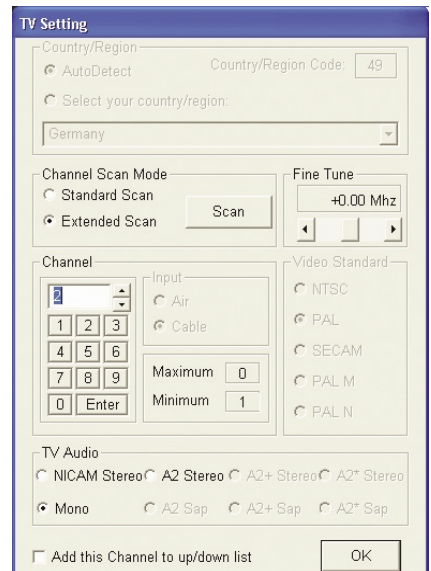 TV Setting
Country/Region
AutoDetect Country/Region Code: 49
Select your country/region:
Germany
Channel Scan Mode
Standard Scan
Extended Scan
Scan
Fine Tune
+0.00 Mhz
Channel
2
1 2 3
4 5 6
7 8 9
0 Enter
Input
Air
Cable
Maximum 0
Minimum 1
Video Standard
NTSC
PAL
SECAM
PAL M
PAL N
TV Audio
NICAM Stereo A2 Stereo A2+ Stereo A2* Stereo
Mono A2 Sap A2+ Sap A2* Sap
Add this Channel to up/down list OK